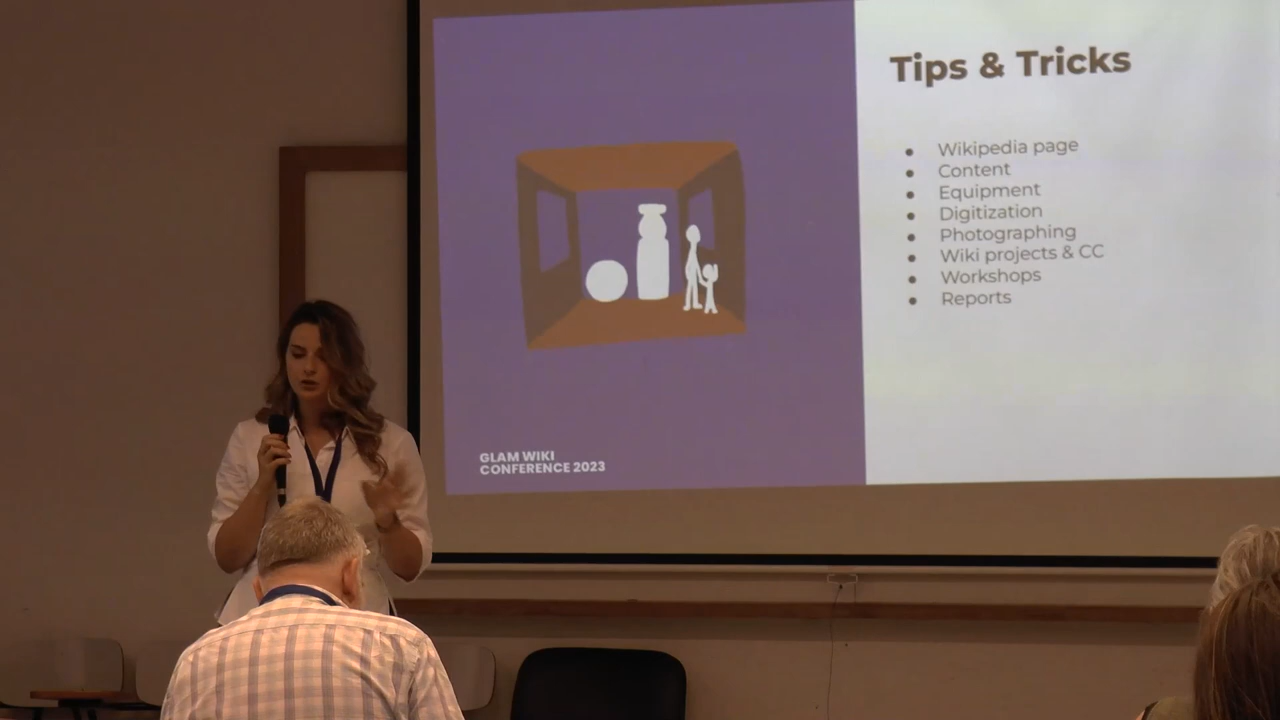 Tips & Tricks
● Wikipedia page
● Content
● Equipment
● Digitization
● Photographing
● Wiki projects & CC
● Workshops
● Reports
GLAM WIKI
CONFERENCE 2023